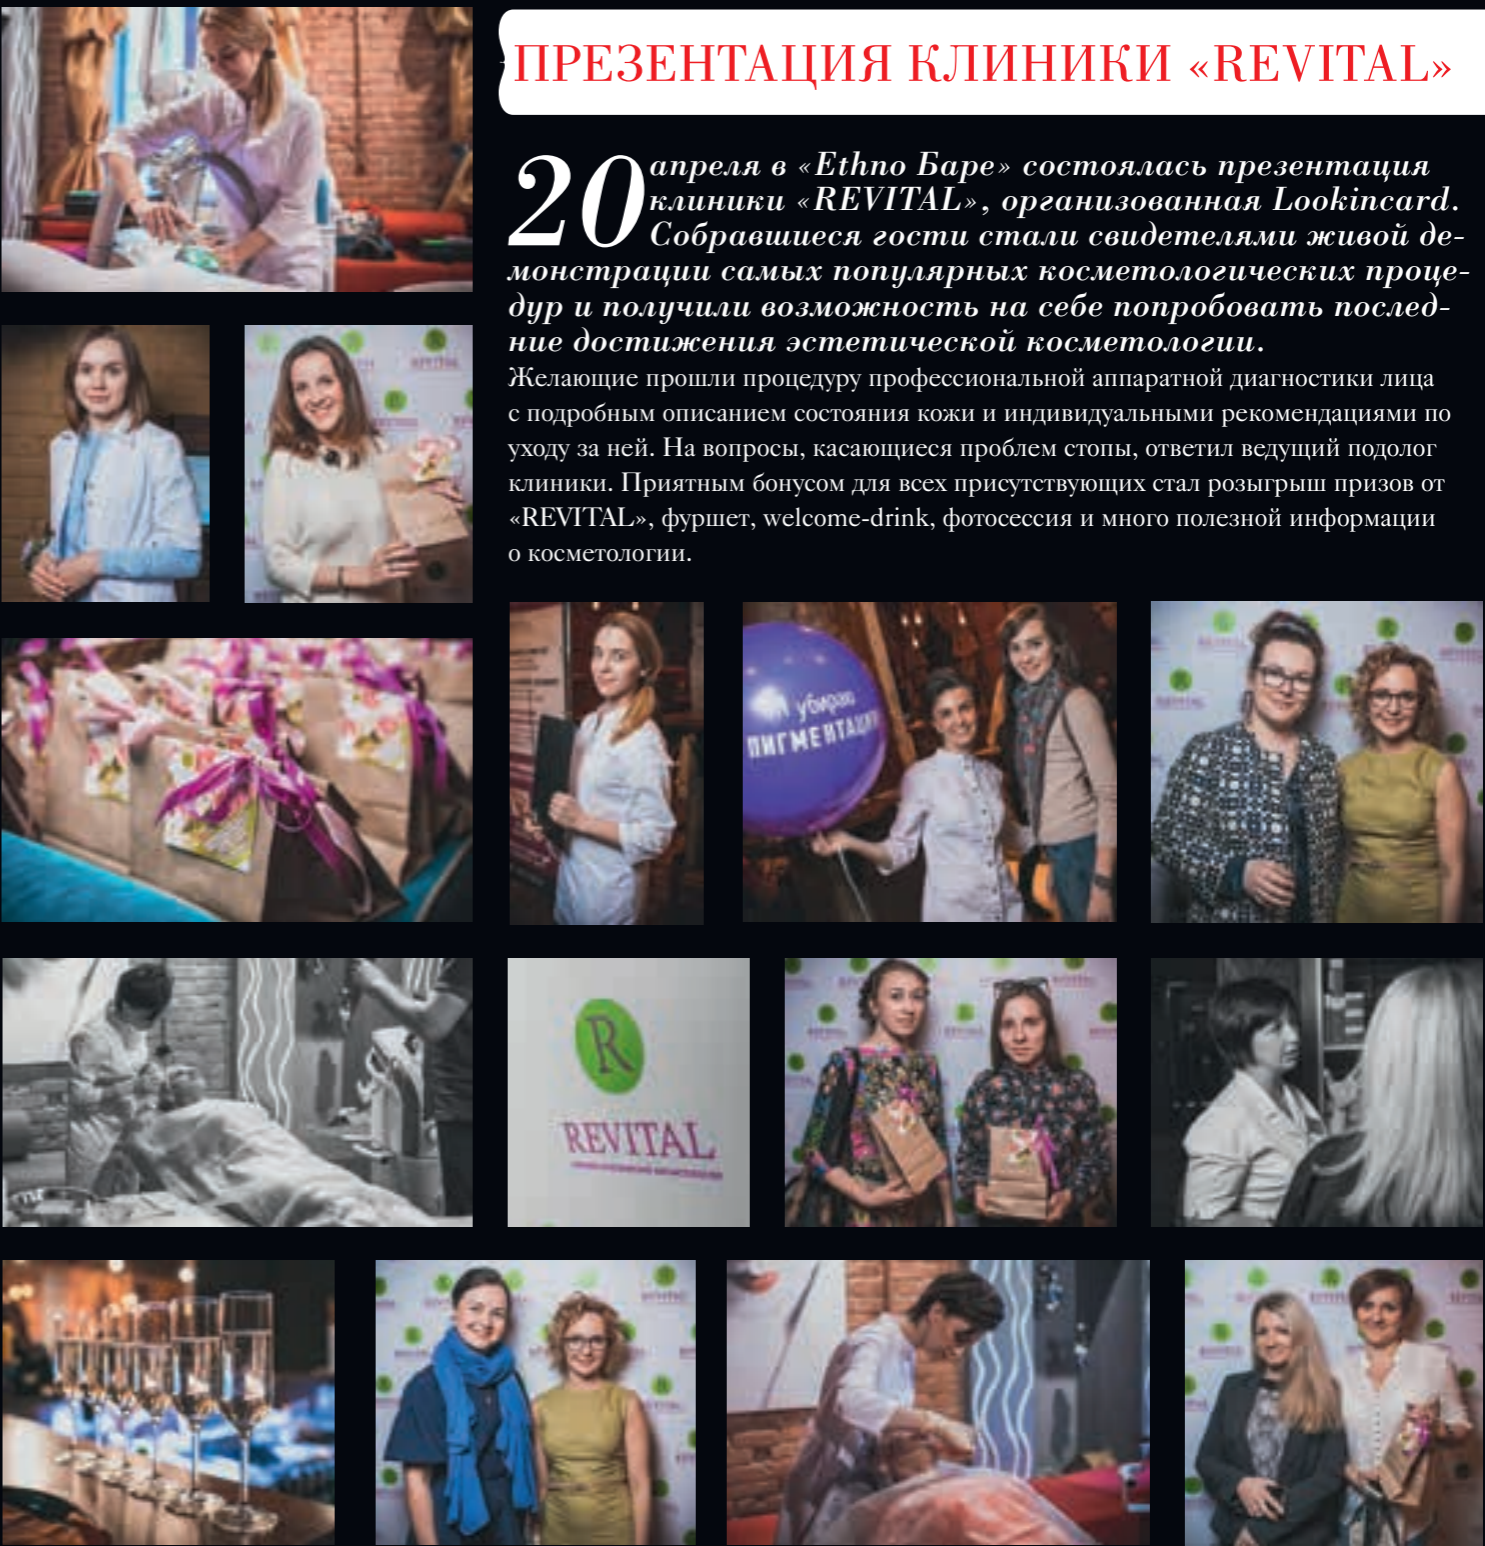 ПРЕЗЕНТАЦИЯ КЛИНИКИ «REVITAL»
20 апреля в «Ethno Баре» состоялась презентация
клиники «REVITAL», организованная Lookincard.
Собравшиеся гости стали свидетелями живой де-
монстрации самых популярных косметологических проце-
дур и получили возможность на себе попробовать послед-
ние достижения эстетической косметологии.
Желающие прошли процедуру профессиональной аппаратной диагностики лица
с подробным описанием состояния кожи и индивидуальными рекомендациями по
уходу за ней. На вопросы, касающиеся проблем стопы, ответил ведущий подолог
клиники. Приятным бонусом для всех присутствующих стал розыгрыш призов от
«REVITAL», фуршет, welcome-drink, фотосессия и много полезной информации
о косметологии.
убираю
ПИГМЕНТАЦИ
R
REVITAL